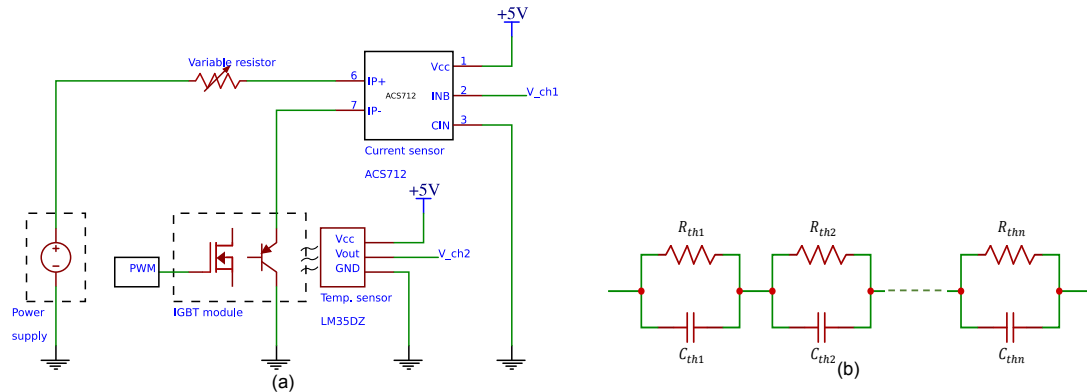 +5V
Variable resistor
6
IP+
7
IP-
ACS712
Vcc
1
INB
2
V_ch1
CIN
3
Current sensor
ACS712
+5V
PWM
IGBT module
Vcc
Vout
V_ch2
GND
Temp. sensor
LM35DZ
Power
supply
(a)
R_th1
R_th2
R_thn
C_th1
C_th2
C_thn
(b)